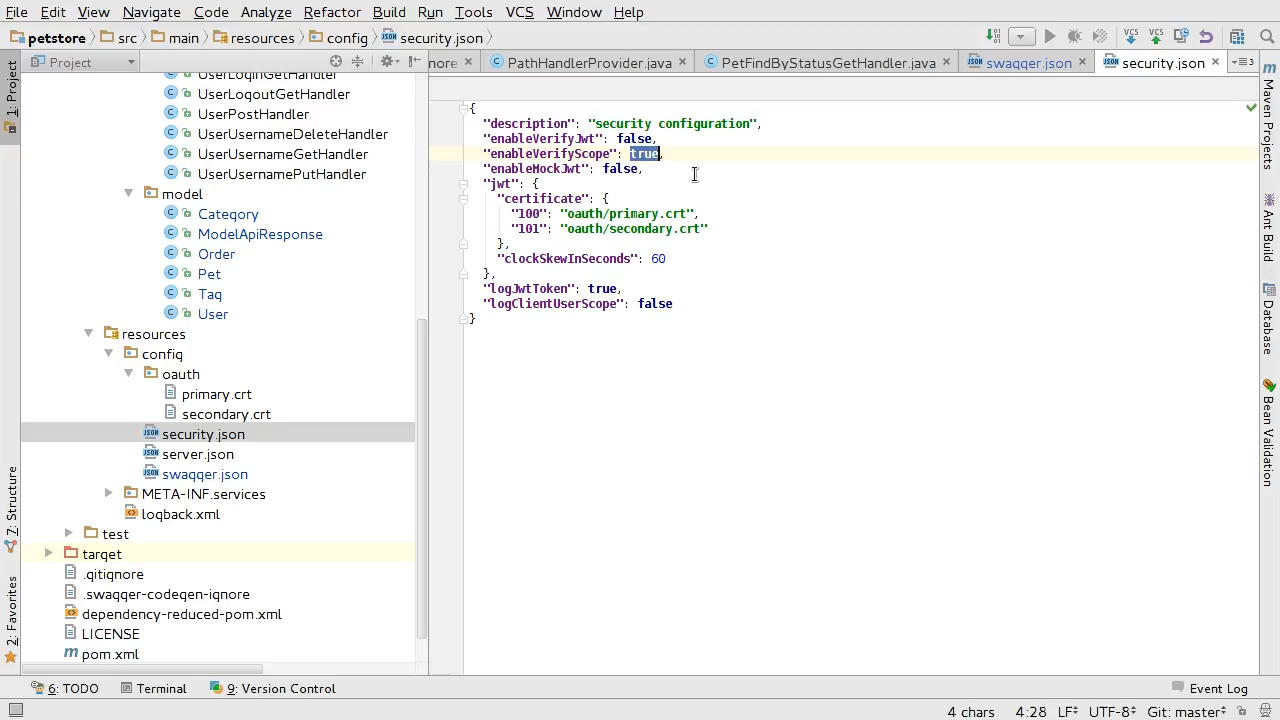 File Edit View Navigate Code Analyze Refactor Build Run Tools VCS Window Help
petstore src main resources config security.json
Project
nore PathHandlerProvider.java PetFindByStatusGetHandler.java swagger.json security.json 3
UserLoginGetHandler
UserLogoutGetHandler
UserPostHandler
UserUsernameDeleteHandler
UserUsernameGetHandler
UserUsernamePutHandler
model
Category
ModelApiResponse
Order
Pet
Tag
User
resources
config
oauth
primary.crt
secondary.crt
security.json
server.json
swagger.json
META-INF.services
logback.xml
test
target
.gitignore
.swagger-codegen-ignore
dependency-reduced-pom.xml
LICENSE
pom.xml
{
"description": "security configuration",
"enableVerifyJwt": false,
"enableVerifyScope": true,
"enableMockJwt": false,
"jwt": {
"certificate": {
"100": "oauth/primary.crt",
"101": "oauth/secondary.crt"
},
"clockSkewInSeconds": 60
},
"logJwtToken": true,
"logClientUserScope": false
}
1: Project
7: Structure
2: Favorites
Maven Projects
Ant Build
Database
Bean Validation
6: TODO Terminal 9: Version Control Event Log
4 chars 4:28 LF UTF-8 Git: master